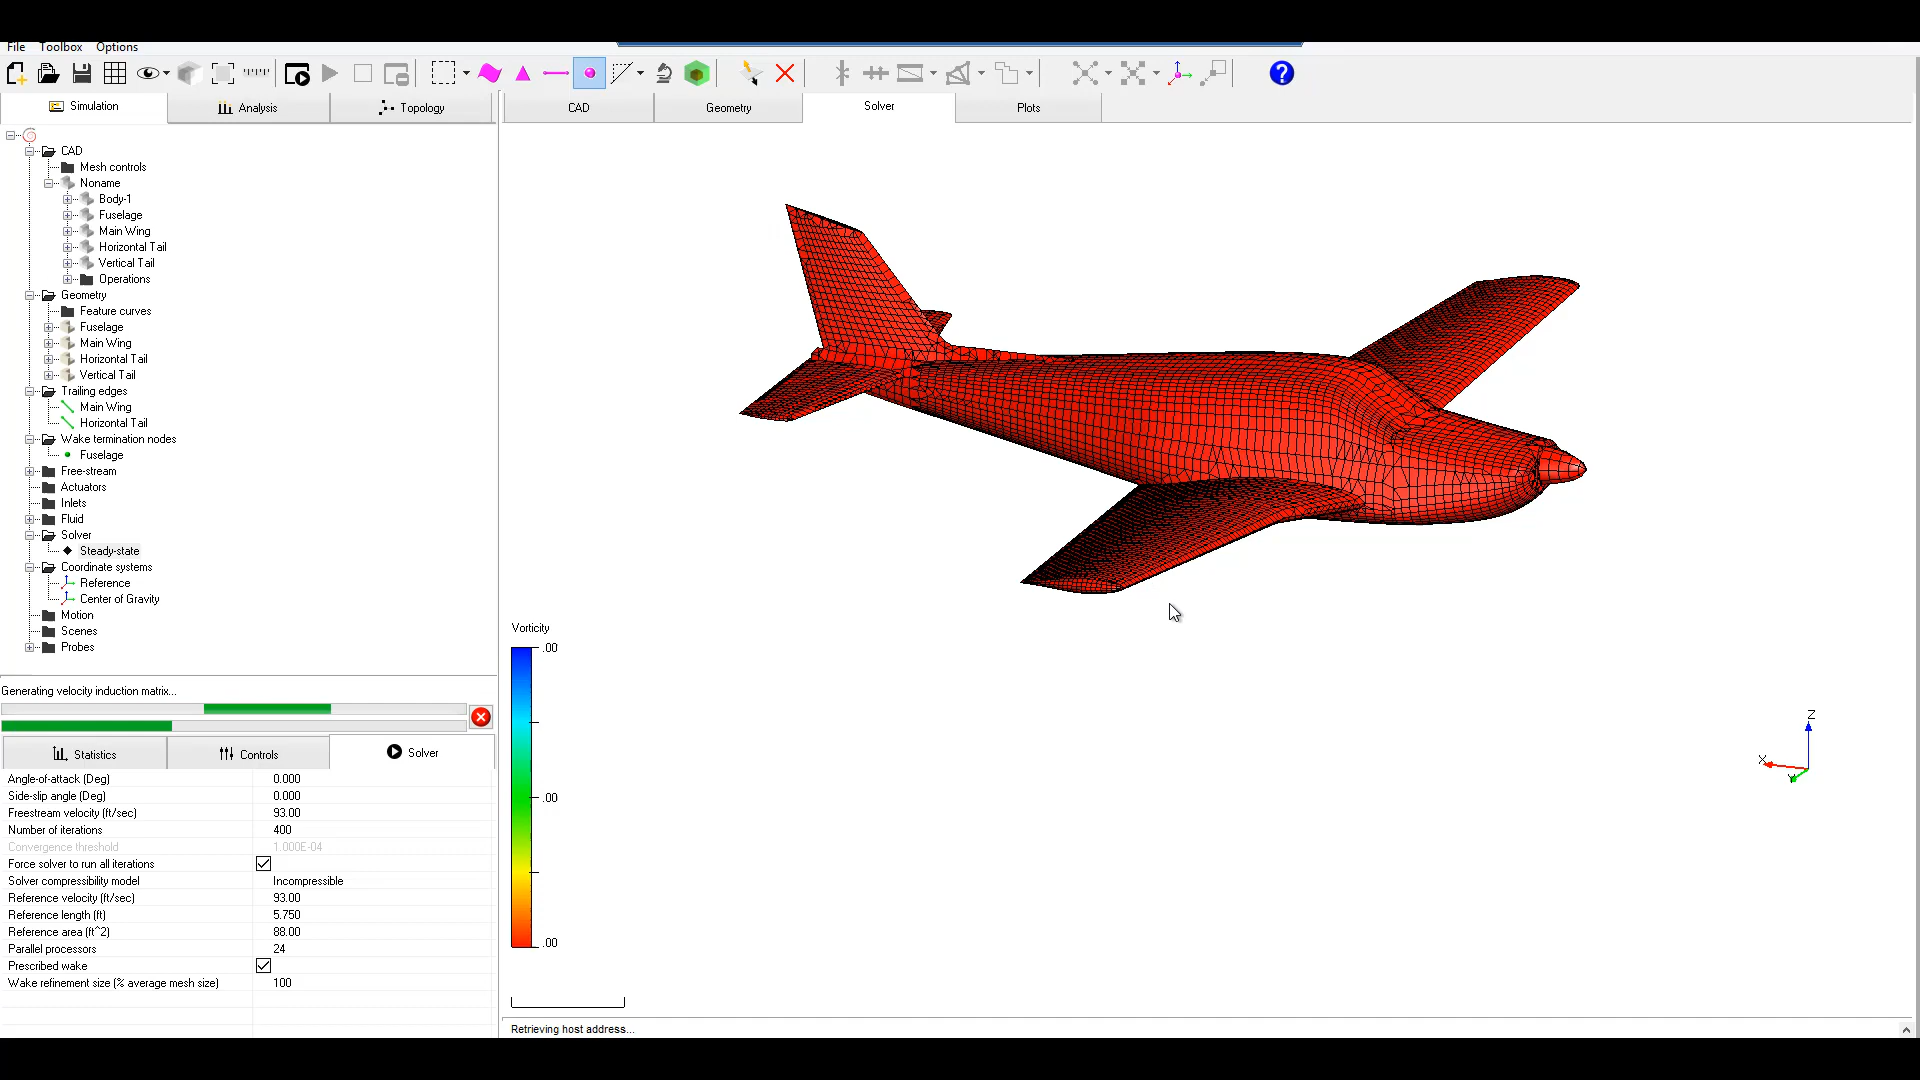 File Toolbox Options
?
Simulation Analysis Topology CAD Geometry Solver Plots
CAD
Mesh controls
Noname
Body-1
Fuselage
Main Wing
Horizontal Tail
Vertical Tail
Operations
Geometry
Feature curves
Fuselage
Main Wing
Horizontal Tail
Vertical Tail
Trailing edges
Main Wing
Horizontal Tail
Wake termination nodes
Fuselage
Free-stream
Actuators
Inlets
Fluid
Solver
Steady-state
Coordinate systems
Reference
Center of Gravity
Motion
Scenes
Probes
Generating velocity induction matrix...
Statistics Controls Solver
Angle-of-attack (Deg) 0.000
Side-slip angle (Deg) 0.000
Freestream velocity (ft/sec) 93.00
Number of iterations 400
Convergence threshold 1.000E-04
Force solver to run all iterations
Solver compressibility model Incompressible
Reference velocity (ft/sec) 93.00
Reference length (ft) 5.750
Reference area (ft^2) 88.00
Parallel processors 24
Prescribed wake
Wake refinement size (% average mesh size) 100
Vorticity
.00
.00
.00
Z
X
Y
Retrieving host address...